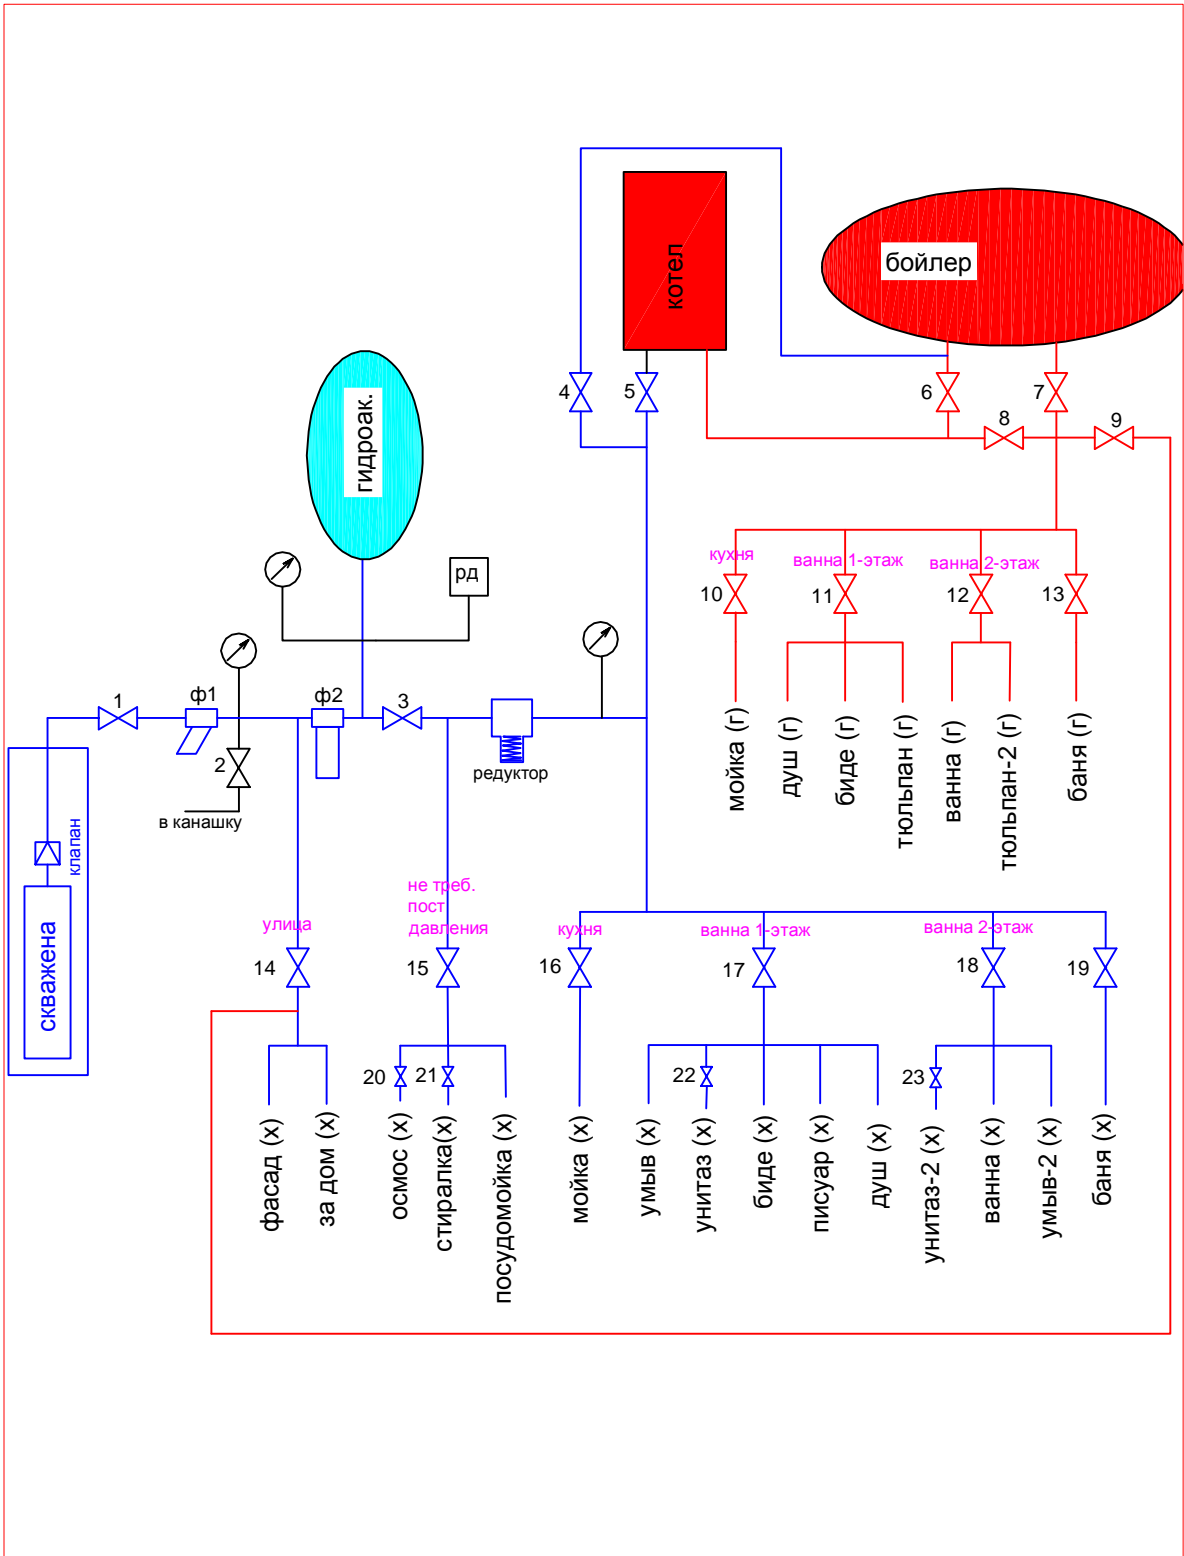 котел
бойлер
4
5
6
7
8
9
гидроак.
рд
кухня
ванна 1-этаж
ванна 2-этаж
10
11
12
13
1
ф1
ф2
3
2
редуктор
в канашку
клапан
скважена
мойка (г)
душ (г)
биде (г)
тюльпан (г)
ванна (г)
тюльпан-2 (г)
баня (г)
улица
не треб.
пост
давления
кухня
ванна 1-этаж
ванна 2-этаж
14
15
16
17
18
19
20
21
22
23
фасад (х)
за дом (х)
осмос (х)
стиралка(х)
посудомойка (х)
мойка (х)
умыв (х)
унитаз (х)
биде (х)
писуар (х)
душ (х)
унитаз-2 (х)
ванна (х)
умыв-2 (х)
баня (х)